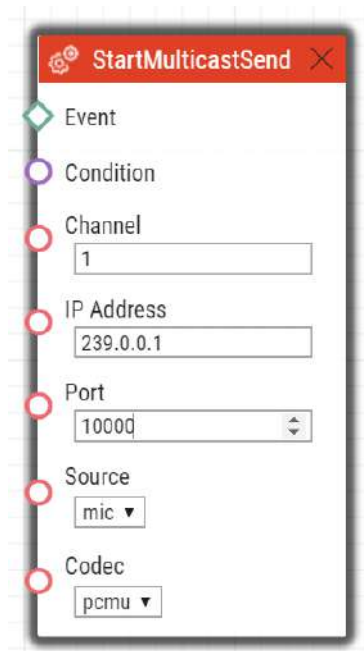 StartMulticastSend
Event
Condition
Channel
1
IP Address
239.0.0.1
Port
10000
Source
mic
Codec
pcmu